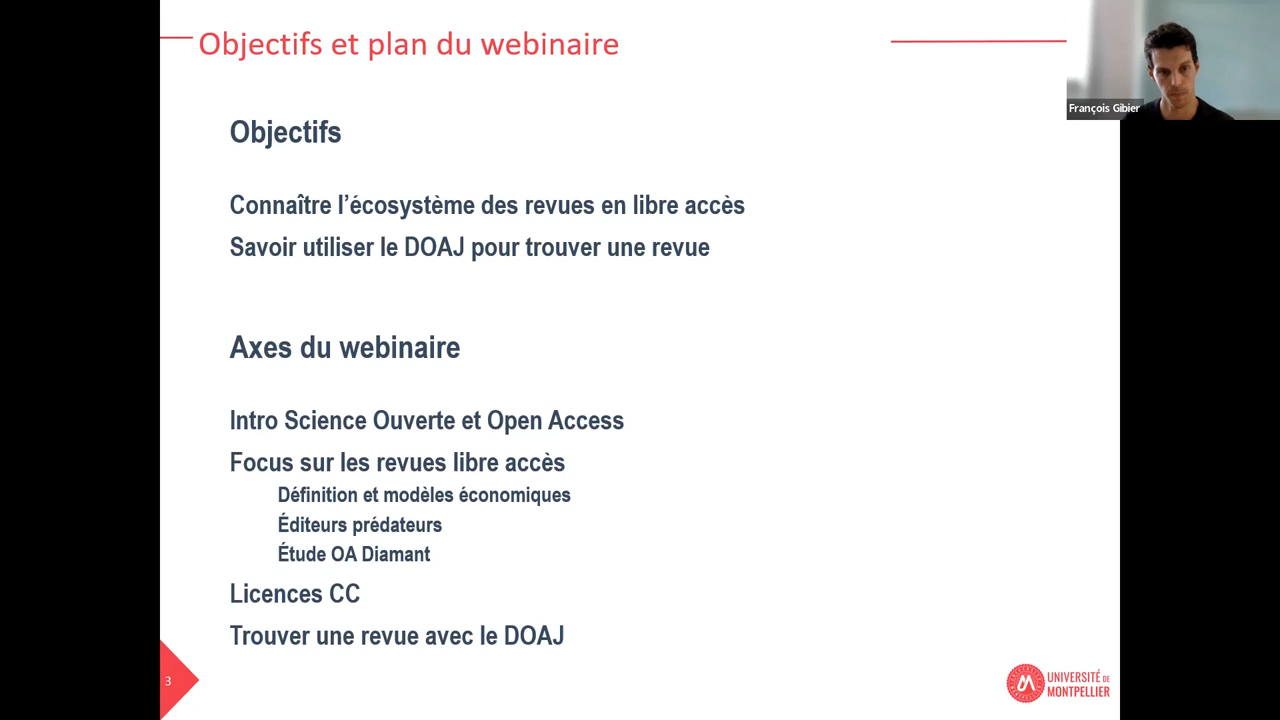 Objectifs et plan du webinaire
François Gibier
Objectifs
Connaître l’écosystème des revues en libre accès
Savoir utiliser le DOAJ pour trouver une revue
Axes du webinaire
Intro Science Ouverte et Open Access
Focus sur les revues libre accès
Définition et modèles économiques
Éditeurs prédateurs
Étude OA Diamant
Licences CC
Trouver une revue avec le DOAJ
3
UNIVERSITÉ DE
MONTPELLIER